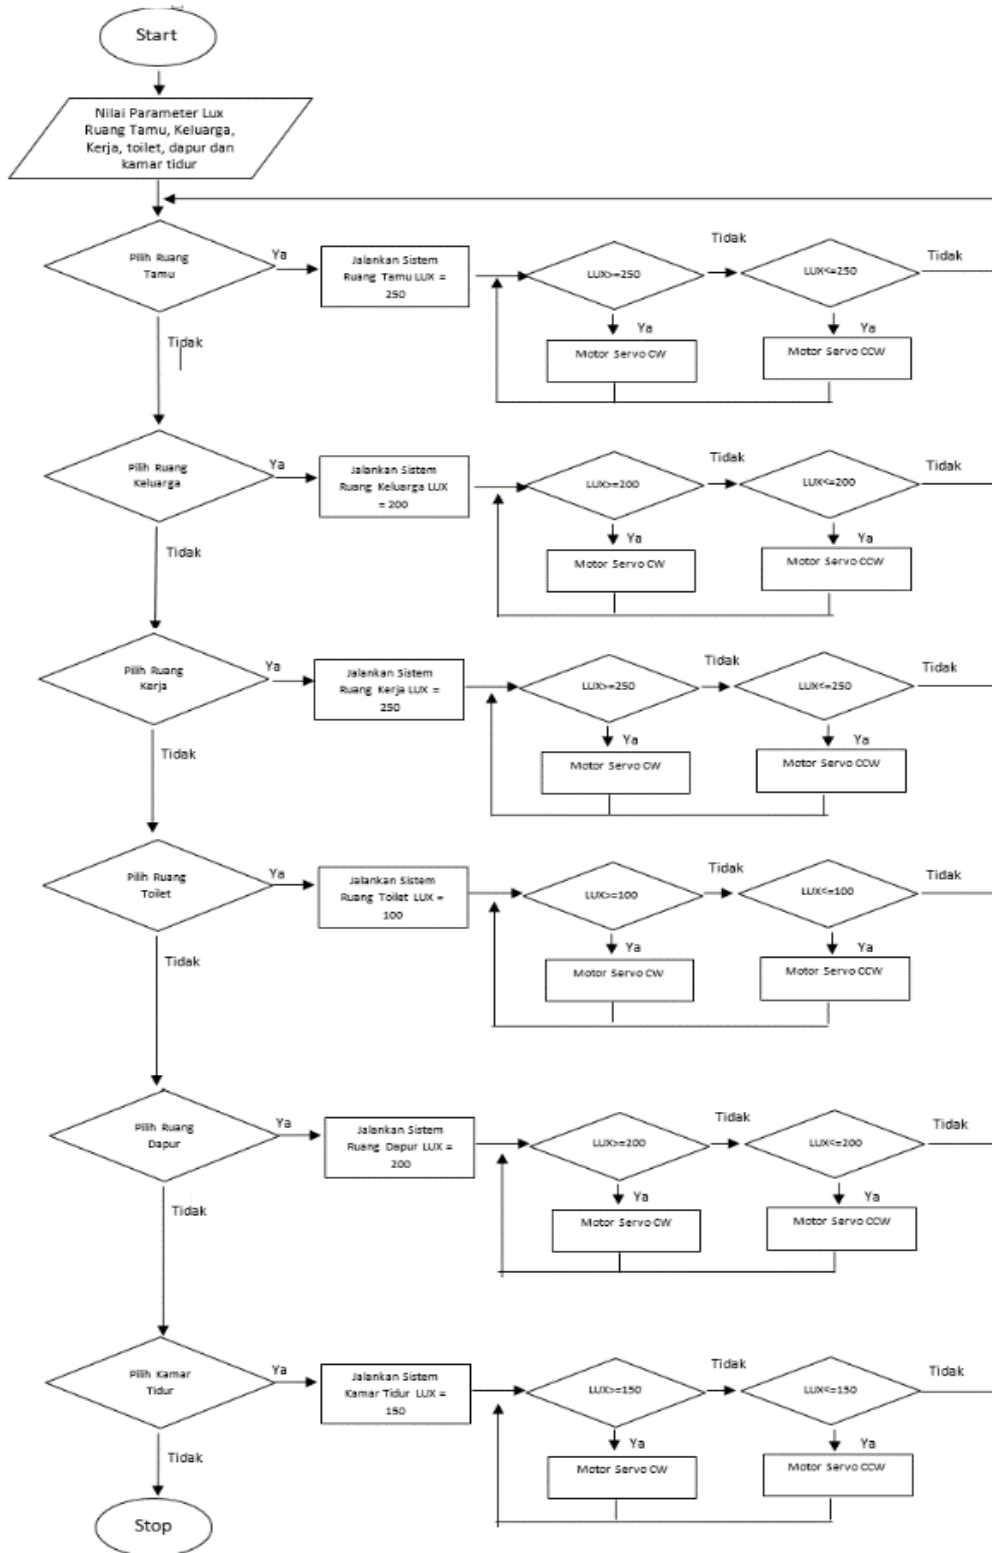 Start
Nilai Parameter Lux
Ruang Tamu, Keluarga,
Kerja, toilet, dapur dan
kamar tidur
Pilih Ruang
Tamu
Ya
Jalankan Sistem
Ruang Tamu LUX =
250
LUX>=250
Tidak
LUX<=250
Tidak
Ya
Motor Servo CW
Ya
Motor Servo CCW
Tidak
Pilih Ruang
Keluarga
Ya
Jalankan Sistem
Ruang Keluarga LUX
= 200
LUX>=200
Tidak
LUX<=200
Tidak
Ya
Motor Servo CW
Ya
Motor Servo CCW
Tidak
Pilih Ruang
Kerja
Ya
Jalankan Sistem
Ruang Kerja LUX =
250
LUX>=250
Tidak
LUX<=250
Tidak
Ya
Motor Servo CW
Ya
Motor Servo CCW
Tidak
Pilih Ruang
Toilet
Ya
Jalankan Sistem
Ruang Toilet LUX =
100
LUX>=100
Tidak
LUX<=100
Tidak
Ya
Motor Servo CW
Ya
Motor Servo CCW
Tidak
Pilih Ruang
Dapur
Ya
Jalankan Sistem
Ruang Dapur LUX =
200
LUX>=200
Tidak
LUX<=200
Tidak
Ya
Motor Servo CW
Ya
Motor Servo CCW
Tidak
Pilih Kamar
Tidur
Ya
Jalankan Sistem
Kamar Tidur LUX =
150
LUX>=150
Tidak
LUX<=150
Tidak
Ya
Motor Servo CW
Ya
Motor Servo CCW
Tidak
Stop